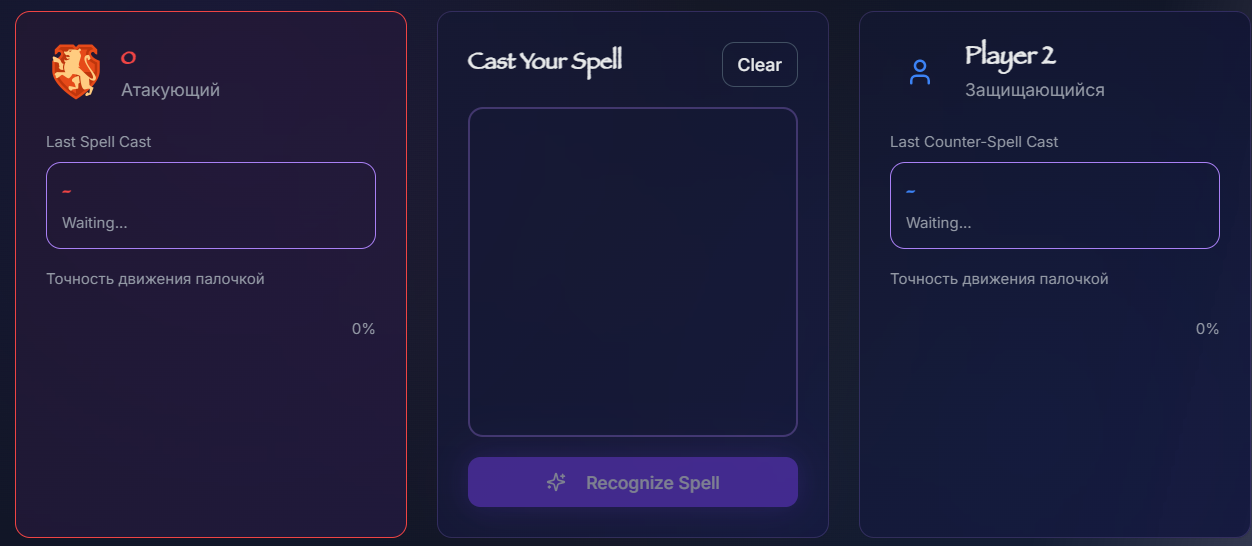 o
Атакующий
Last Spell Cast
~
Waiting...
Точность движения палочкой
0%
Cast Your Spell
Clear
Recognize Spell
Player 2
Защищающийся
Last Counter-Spell Cast
~
Waiting...
Точность движения палочкой
0%